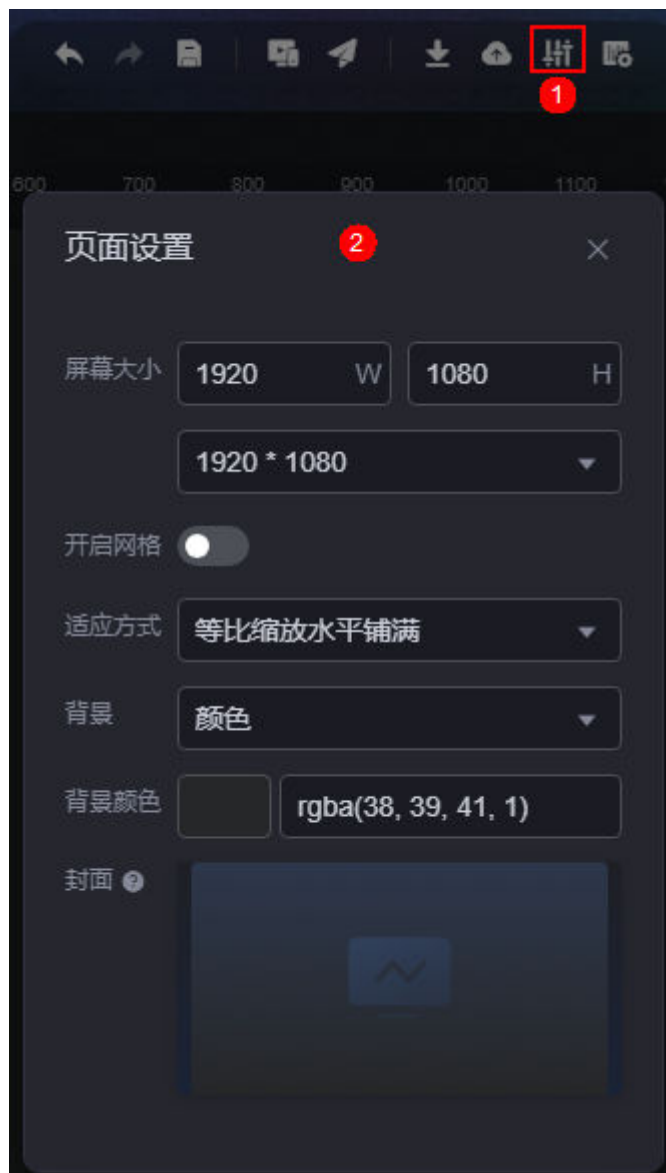 1
600 700 800 900 1000 1100
页面设置 2
屏幕大小 1920 W 1080 H
1920 * 1080
开启网格
适应方式 等比缩放水平铺满
背景 颜色
背景颜色 rgba(38, 39, 41, 1)
封面 ?